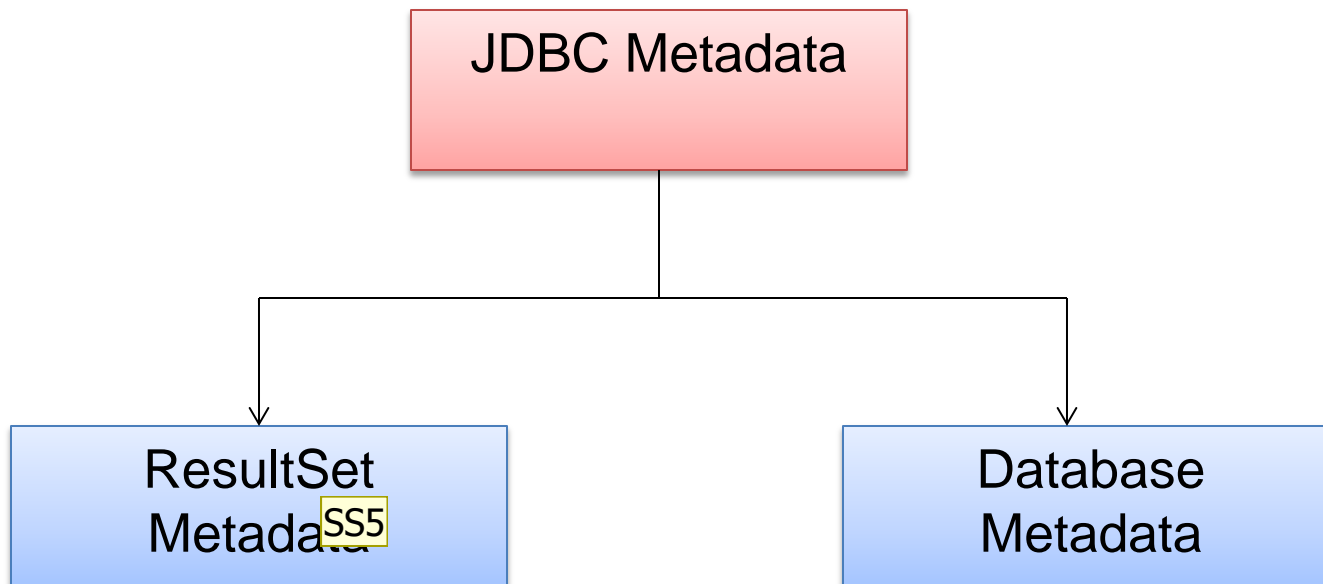 JDBC Metadata
ResultSet
Metadata
SS5
Database
Metadata